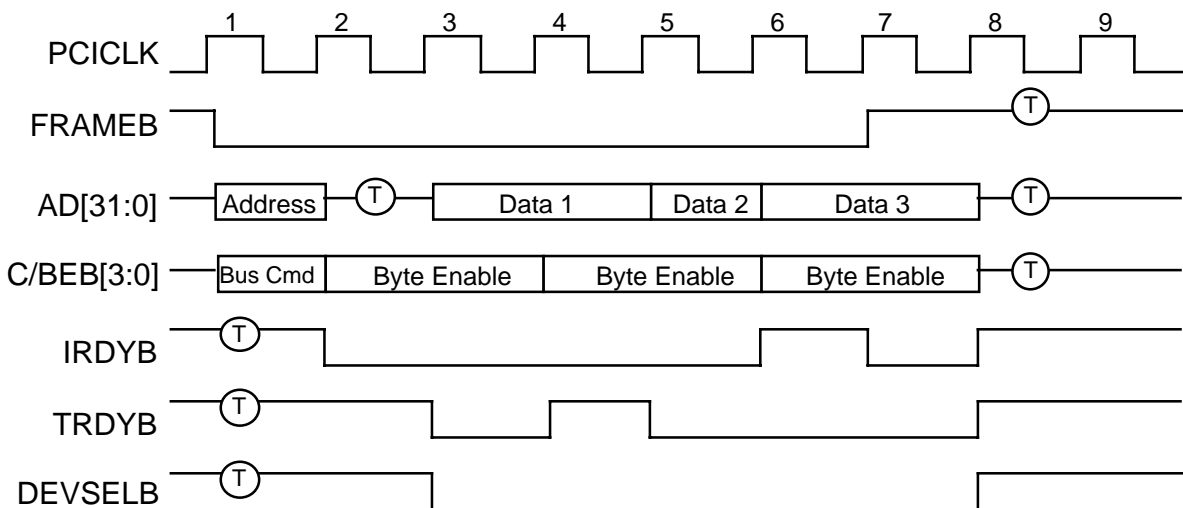 1 2 3 4 5 6 7 8 9
PCICLK
FRAMEB T
AD[31:0] Address T Data 1 Data 2 Data 3 T
C/BEB[3:0] Bus Cmd Byte Enable Byte Enable Byte Enable T
IRDYB T
TRDYB T
DEVSELB T